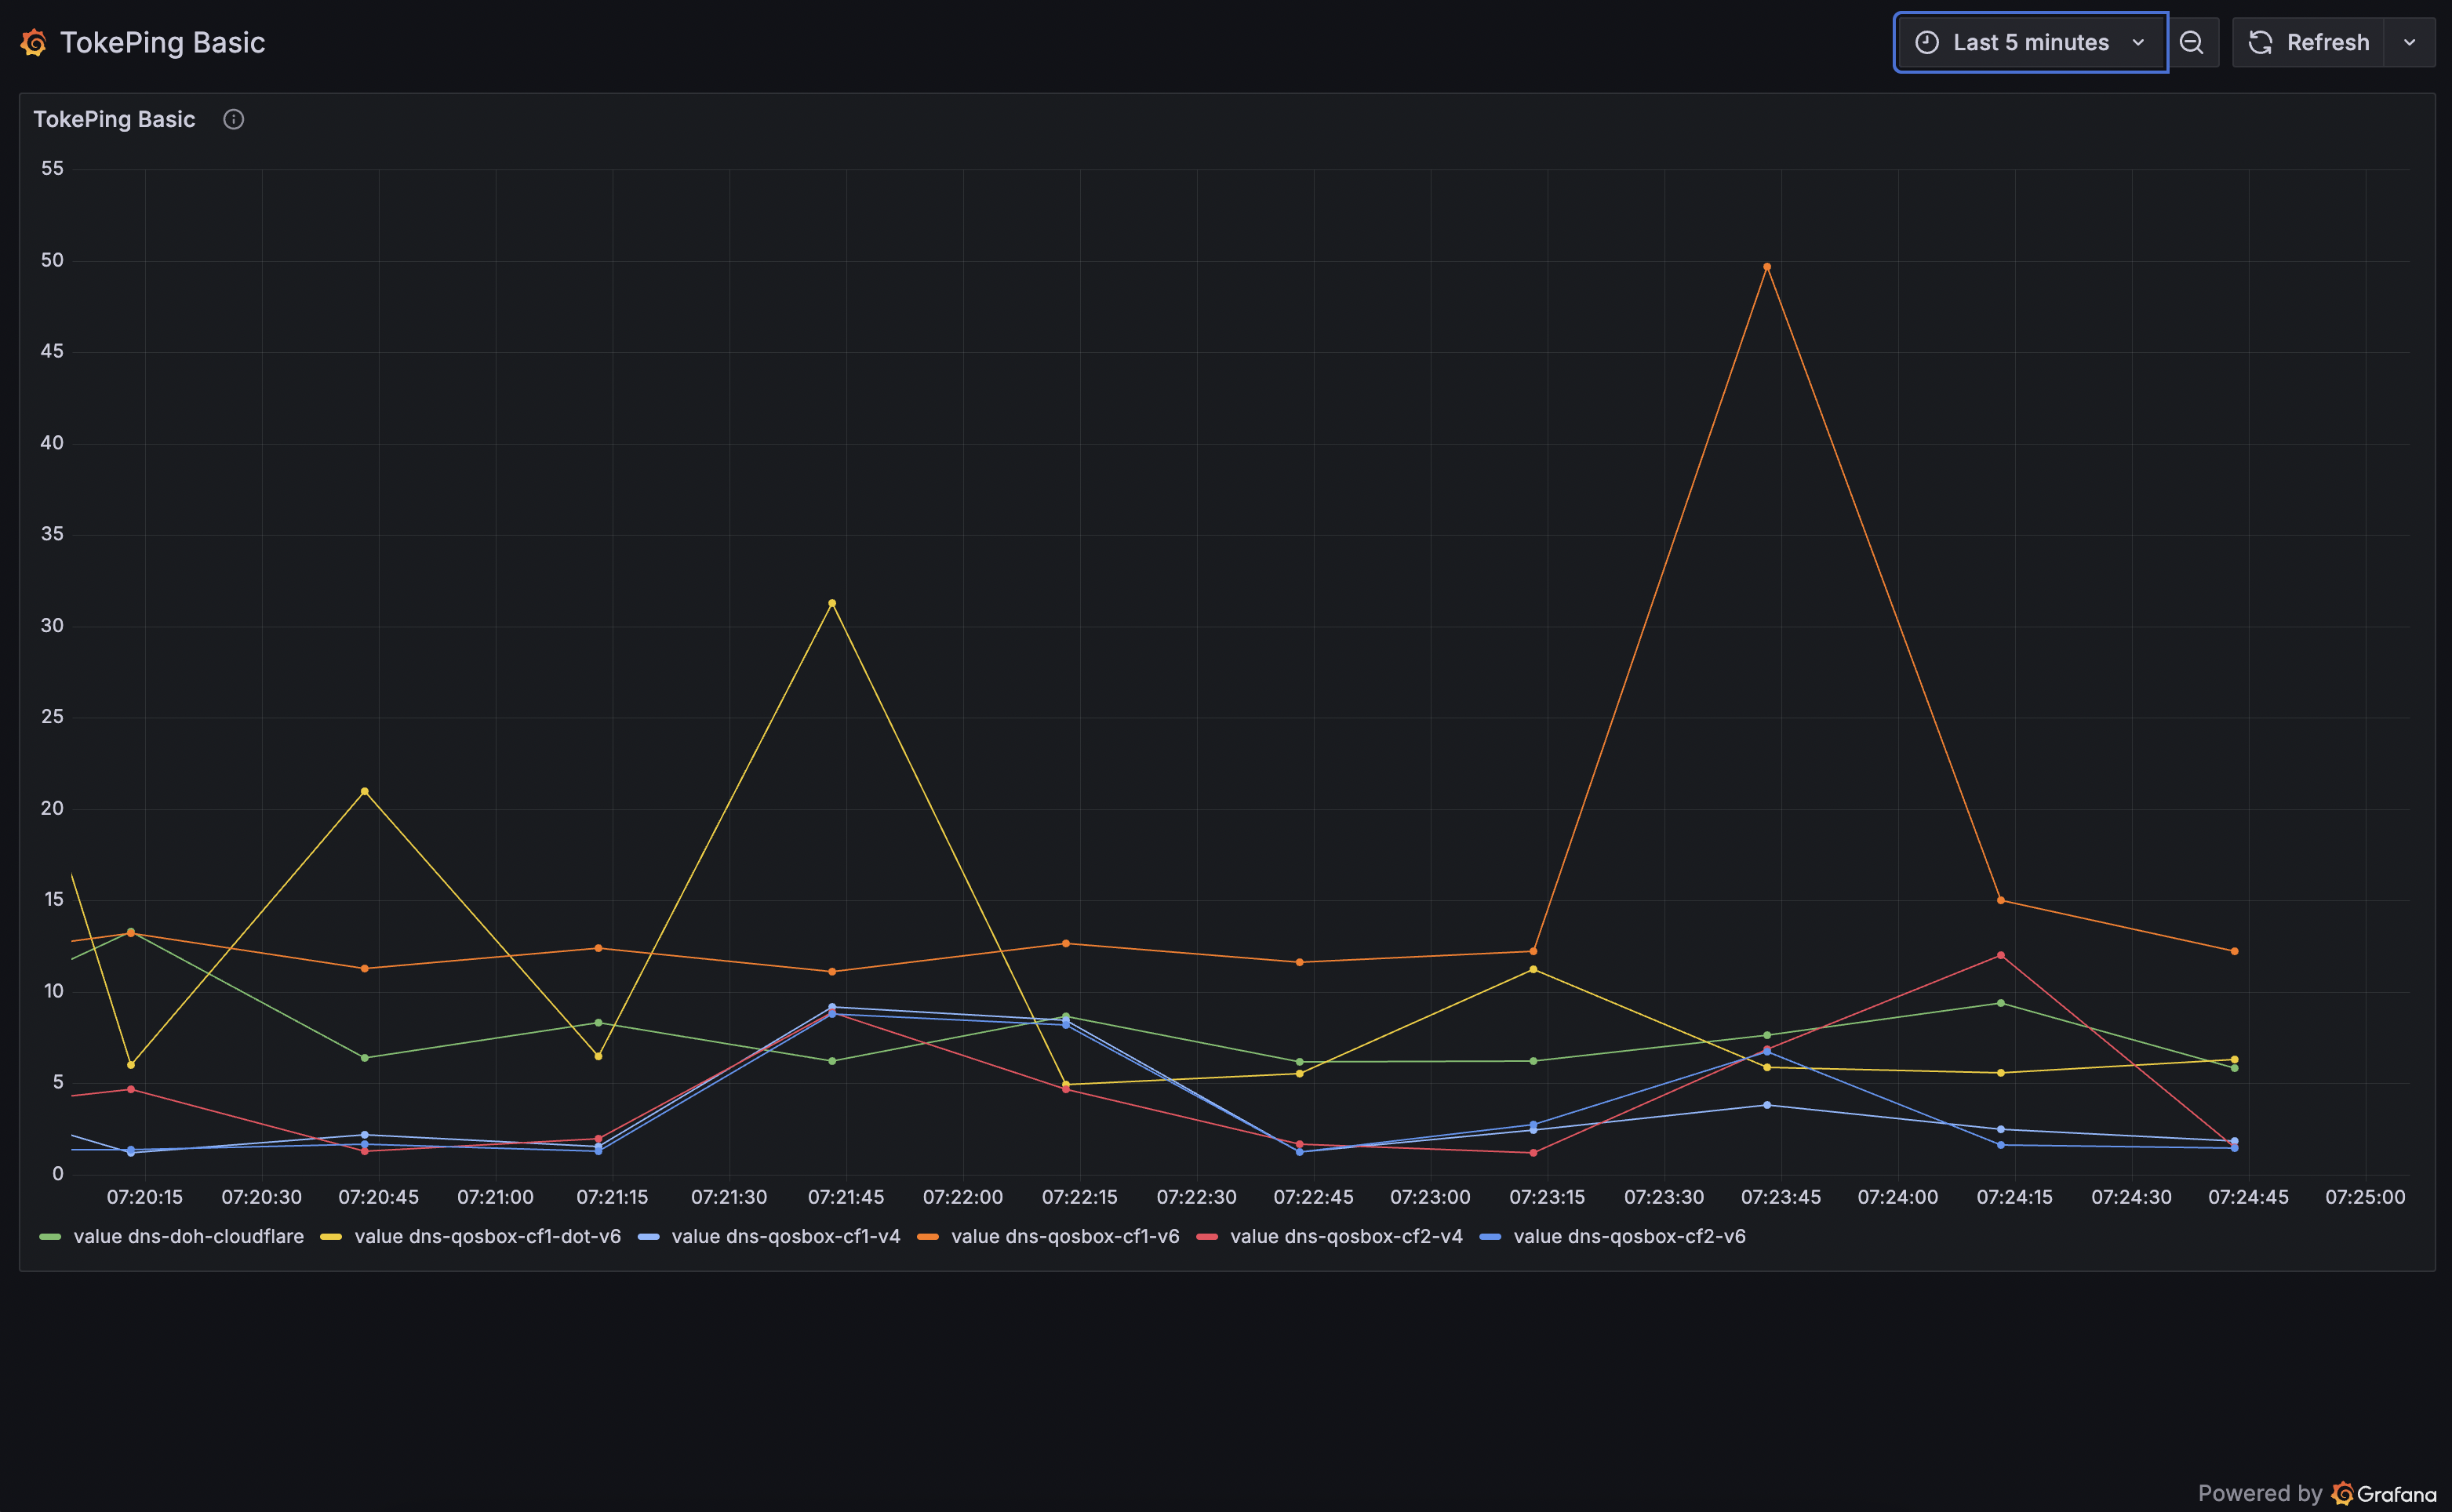 TokePing Basic
Last 5 minutes
Refresh
TokePing Basic
55
50
45
40
35
30
25
20
15
10
5
0
07:20:15 07:20:30 07:20:45 07:21:00 07:21:15 07:21:30 07:21:45 07:22:00 07:22:15 07:22:30 07:22:45 07:23:00 07:23:15 07:23:30 07:23:45 07:24:00 07:24:15 07:24:30 07:24:45 07:25:00
value dns-doh-cloudflare value dns-qosbox-cf1-dot-v6 value dns-qosbox-cf1-v4 value dns-qosbox-cf1-v6 value dns-qosbox-cf2-v4 value dns-qosbox-cf2-v6
Powered by Grafana